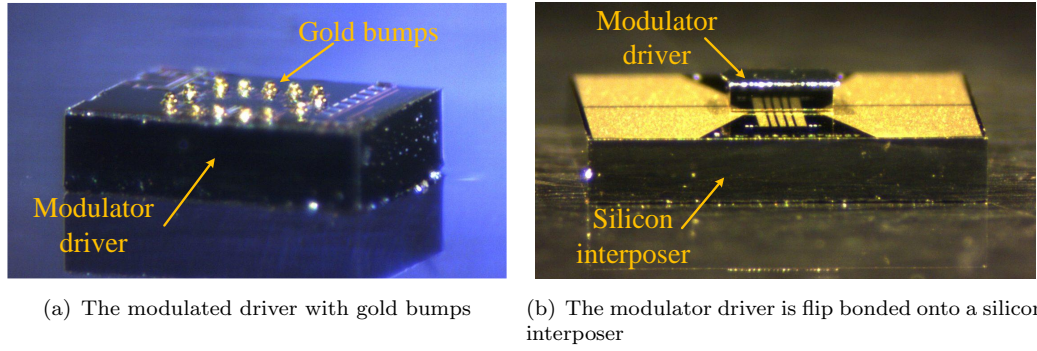 Gold bumps
Modulator
driver
Modulator
driver
Silicon
interposer
(a) The modulated driver with gold bumps
(b) The modulator driver is flip bonded onto a silicon
interposer